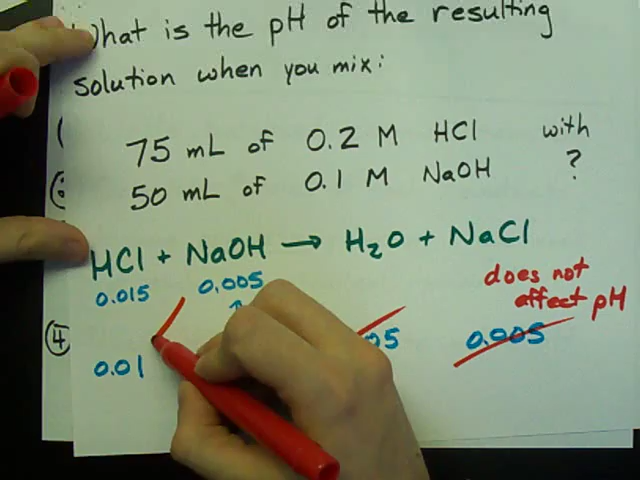 What is the pH of the resulting
solution when you mix:
75 mL of 0.2 M HCl with
50 mL of 0.1 M NaOH ?
HCl + NaOH → H₂O + NaCl
0.015 0.005
does not
affect pH
05 0.005
④
0.01